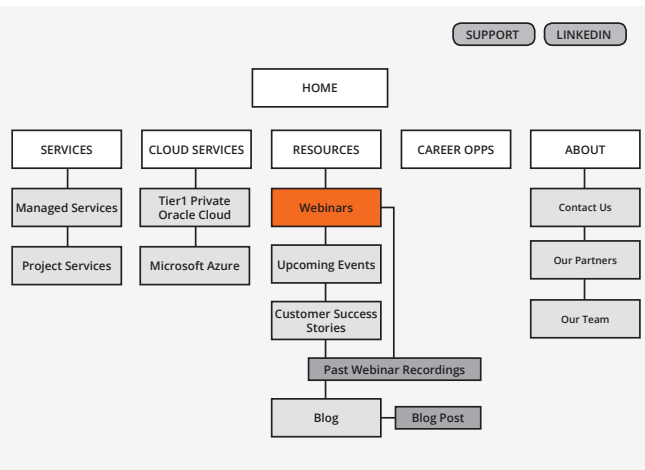 SUPPORT
LINKEDIN
HOME
SERVICES
CLOUD SERVICES
RESOURCES
CAREER OPPS
ABOUT
Managed Services
Tier1 Private
Oracle Cloud
Webinars
Contact Us
Project Services
Microsoft Azure
Upcoming Events
Our Partners
Customer Success
Stories
Our Team
Past Webinar Recordings
Blog
Blog Post